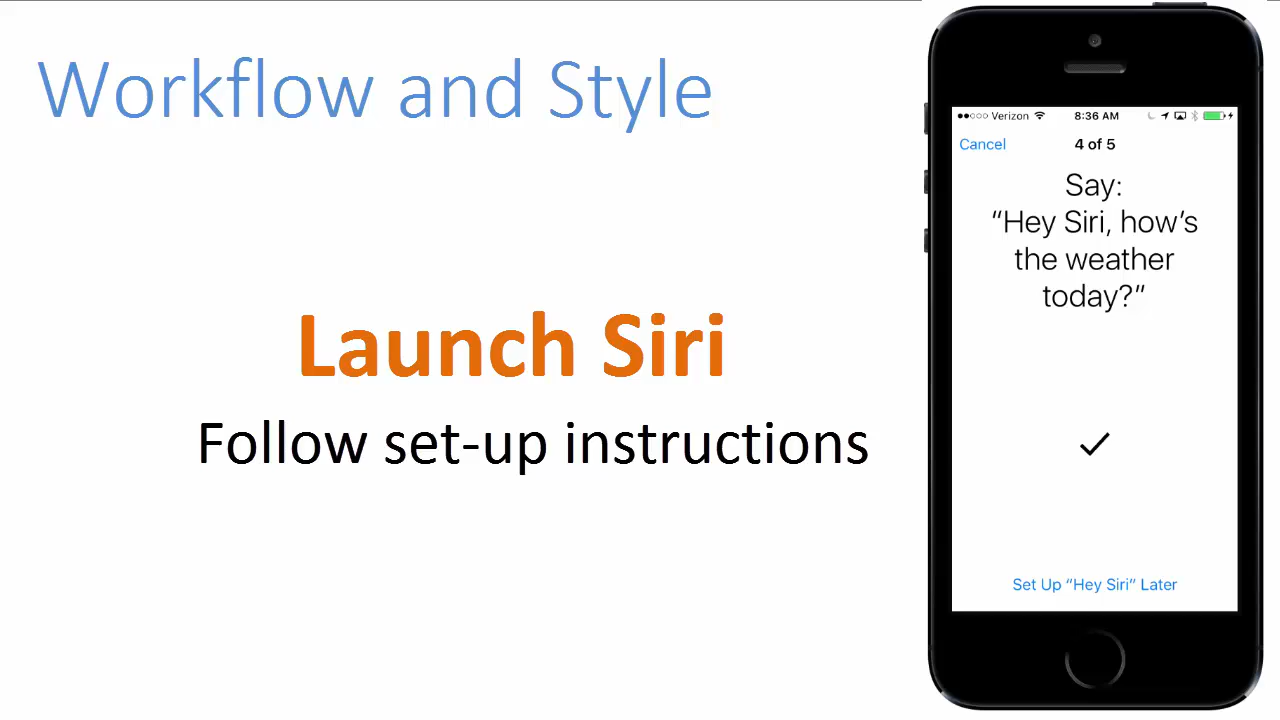 Workflow and Style
Launch Siri
Follow set-up instructions
Verizon 8:36 AM
Cancel 4 of 5
Say:
“Hey Siri, how’s
the weather
today?”
Set Up “Hey Siri” Later